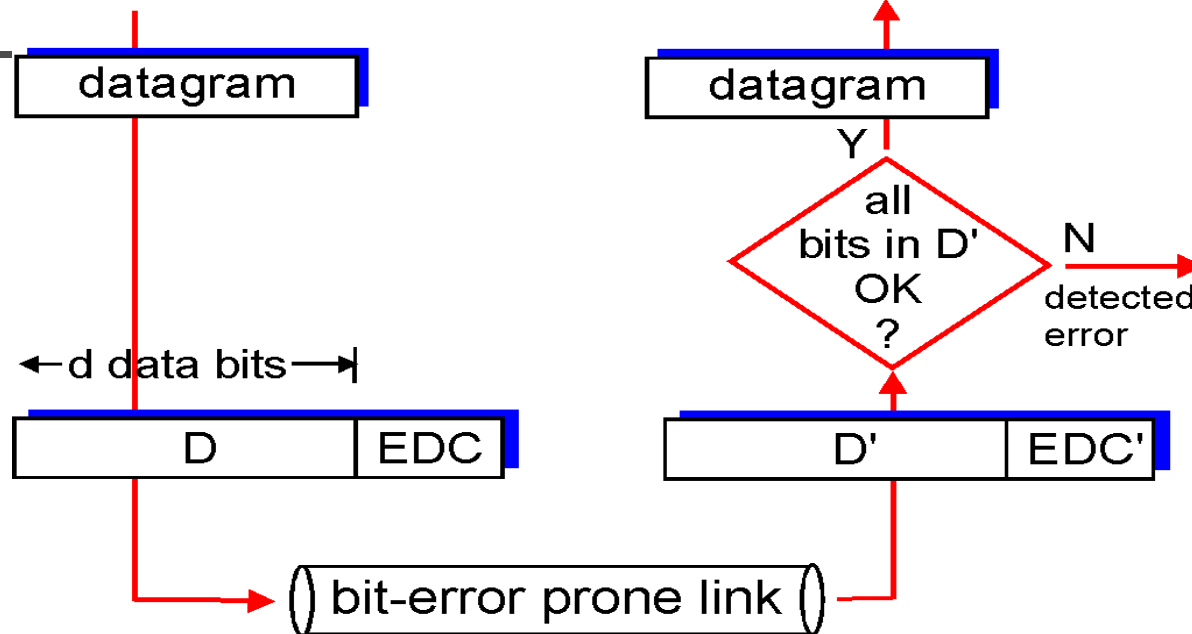 datagram
datagram
Y
all
bits in D'
OK
?
N
detected
error
d data bits
D
EDC
D'
EDC'
bit-error prone link